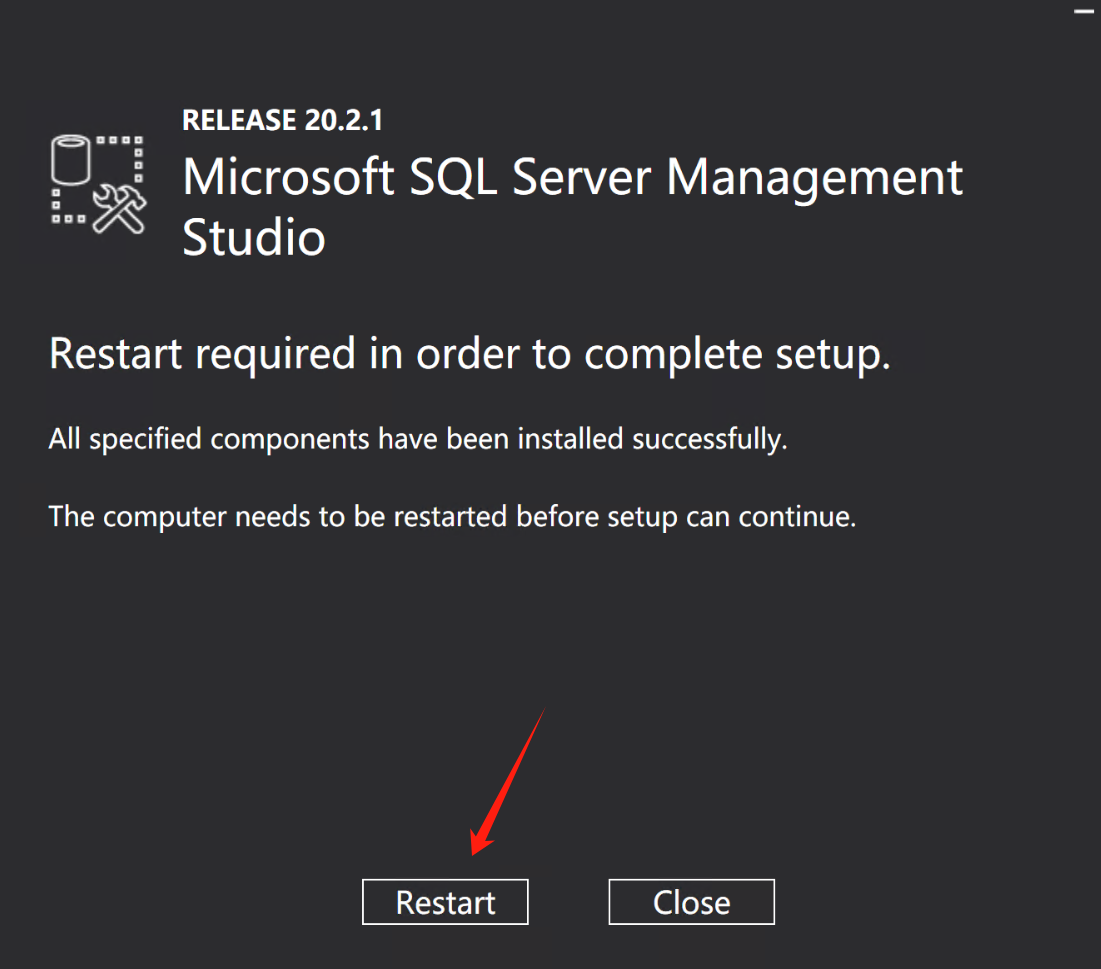 RELEASE 20.2.1
Microsoft SQL Server Management
Studio
Restart required in order to complete setup.
All specified components have been installed successfully.
The computer needs to be restarted before setup can continue.
Restart
Close